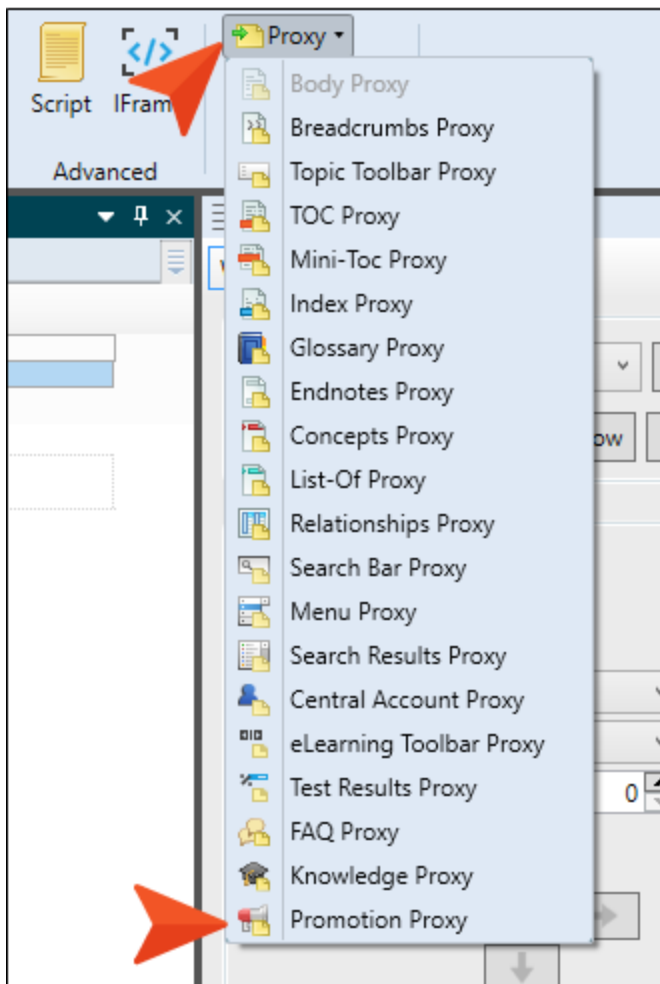 Proxy
Script
IFram
Advanced
Body Proxy
Breadcrumbs Proxy
Topic Toolbar Proxy
TOC Proxy
Mini-Toc Proxy
Index Proxy
Glossary Proxy
Endnotes Proxy
Concepts Proxy
List-Of Proxy
Relationships Proxy
Search Bar Proxy
Menu Proxy
Search Results Proxy
Central Account Proxy
eLearning Toolbar Proxy
Test Results Proxy
FAQ Proxy
Knowledge Proxy
Promotion Proxy
ow
0